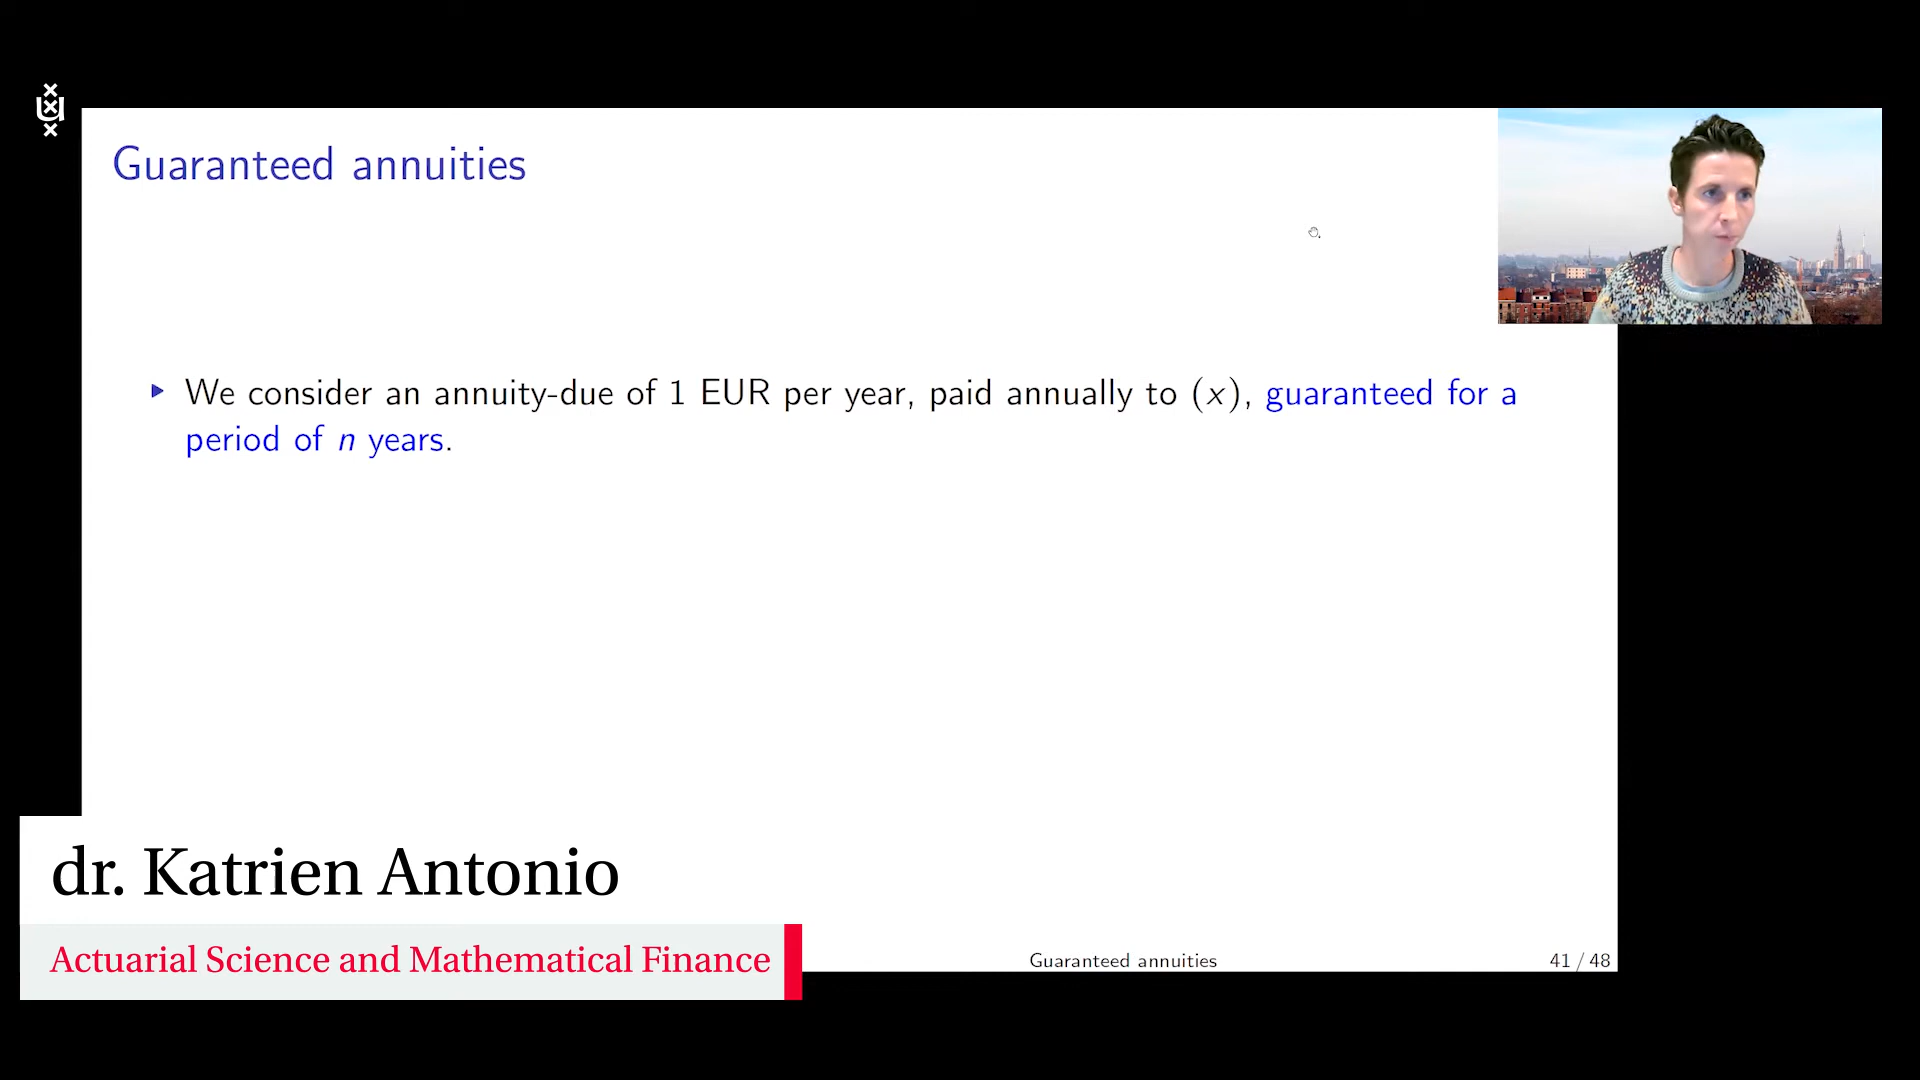 Guaranteed annuities
▶ We consider an annuity-due of 1 EUR per year, paid annually to (x), guaranteed for a
period of n years.
dr. Katrien Antonio
Actuarial Science and Mathematical Finance
Guaranteed annuities
41 / 48